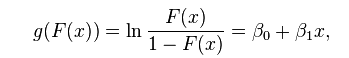 g(F(x)) = ln F(x) / (1 − F(x)) = β₀ + β₁x,